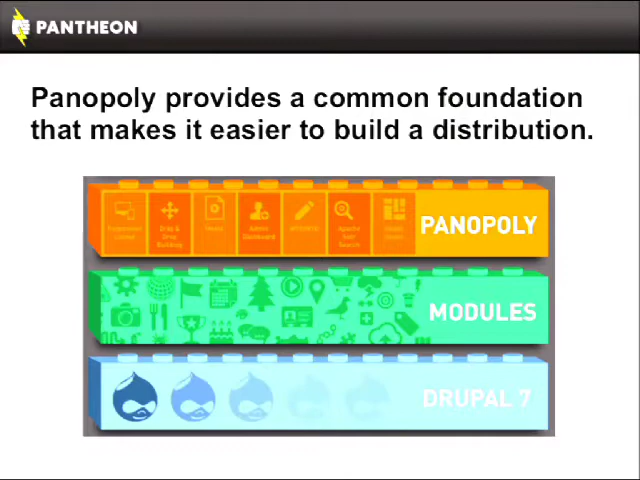 PANTHEON
Panopoly provides a common foundation
that makes it easier to build a distribution.
Drag &
Drop
Building
Media
Admin
Dashboard
Apache
Solr
Search
PANOPOLY
MODULES
DRUPAL 7